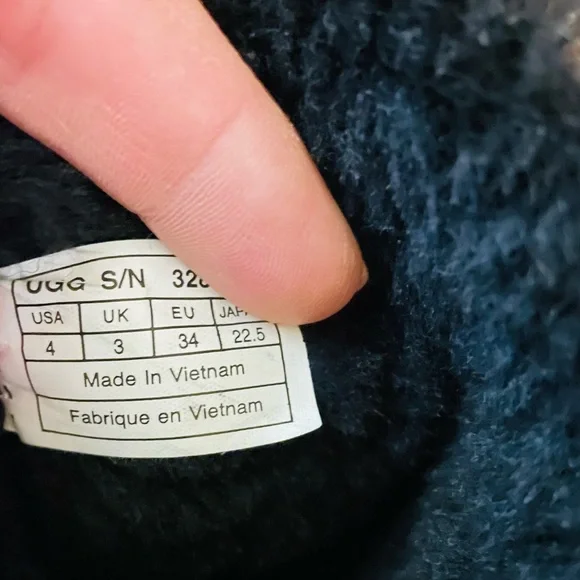 UGG S/N
USA UK EU
4 3 34 22.5
Made In Vietnam
Fabrique en Vietnam